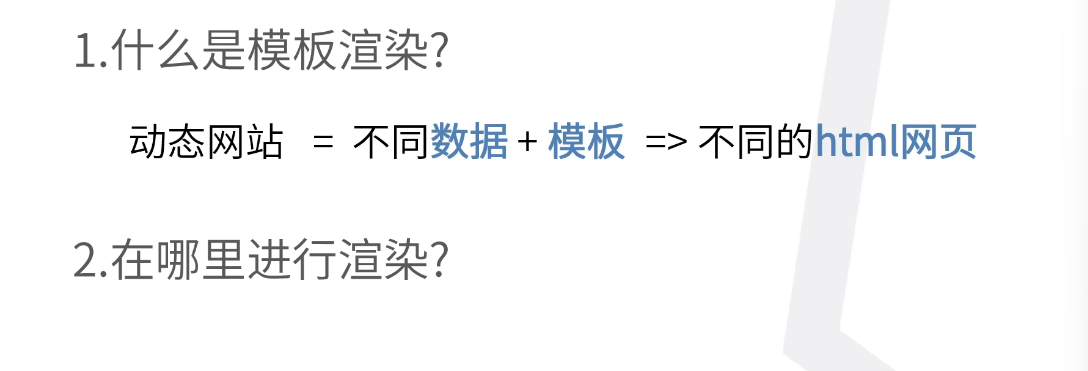 1.什么是模板渲染?
动态网站 = 不同数据 + 模板 => 不同的html网页
2.在哪里进行渲染?